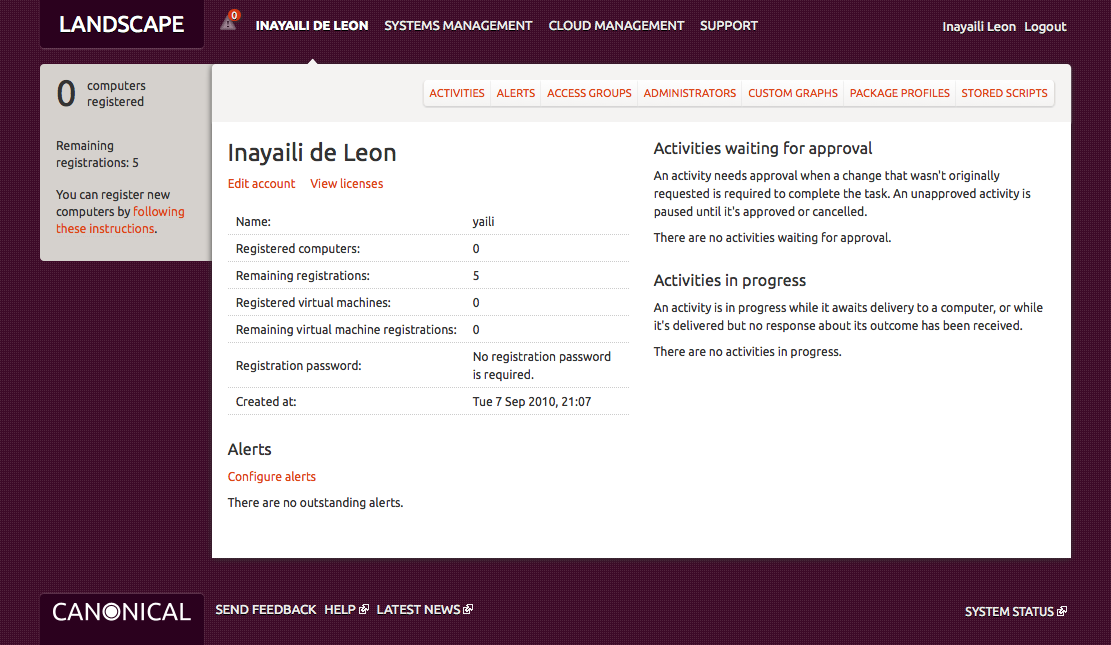 LANDSCAPE
0
INAYAILI DE LEON SYSTEMS MANAGEMENT CLOUD MANAGEMENT SUPPORT
Inayaili Leon Logout
0 computers
registered
Remaining
registrations: 5
You can register new
computers by following
these instructions.
ACTIVITIES ALERTS ACCESS GROUPS ADMINISTRATORS CUSTOM GRAPHS PACKAGE PROFILES STORED SCRIPTS
Inayaili de Leon
Edit account View licenses
Name: yaili
Registered computers: 0
Remaining registrations: 5
Registered virtual machines: 0
Remaining virtual machine registrations: 0
Registration password: No registration password
is required.
Created at: Tue 7 Sep 2010, 21:07
Alerts
Configure alerts
There are no outstanding alerts.
Activities waiting for approval
An activity needs approval when a change that wasn't originally
requested is required to complete the task. An unapproved activity is
paused until it's approved or cancelled.
There are no activities waiting for approval.
Activities in progress
An activity is in progress while it awaits delivery to a computer, or while
it's delivered but no response about its outcome has been received.
There are no activities in progress.
CANONICAL
SEND FEEDBACK HELP LATEST NEWS
SYSTEM STATUS